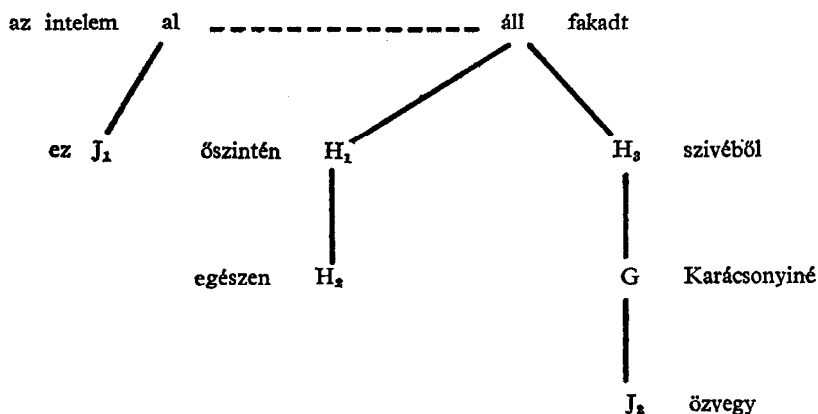 az intelem al áll fakadt
ez J₁ őszintén H₁ H₃ szivéből
egészen H₂ G Karácsonyiné
J₂ özvegy